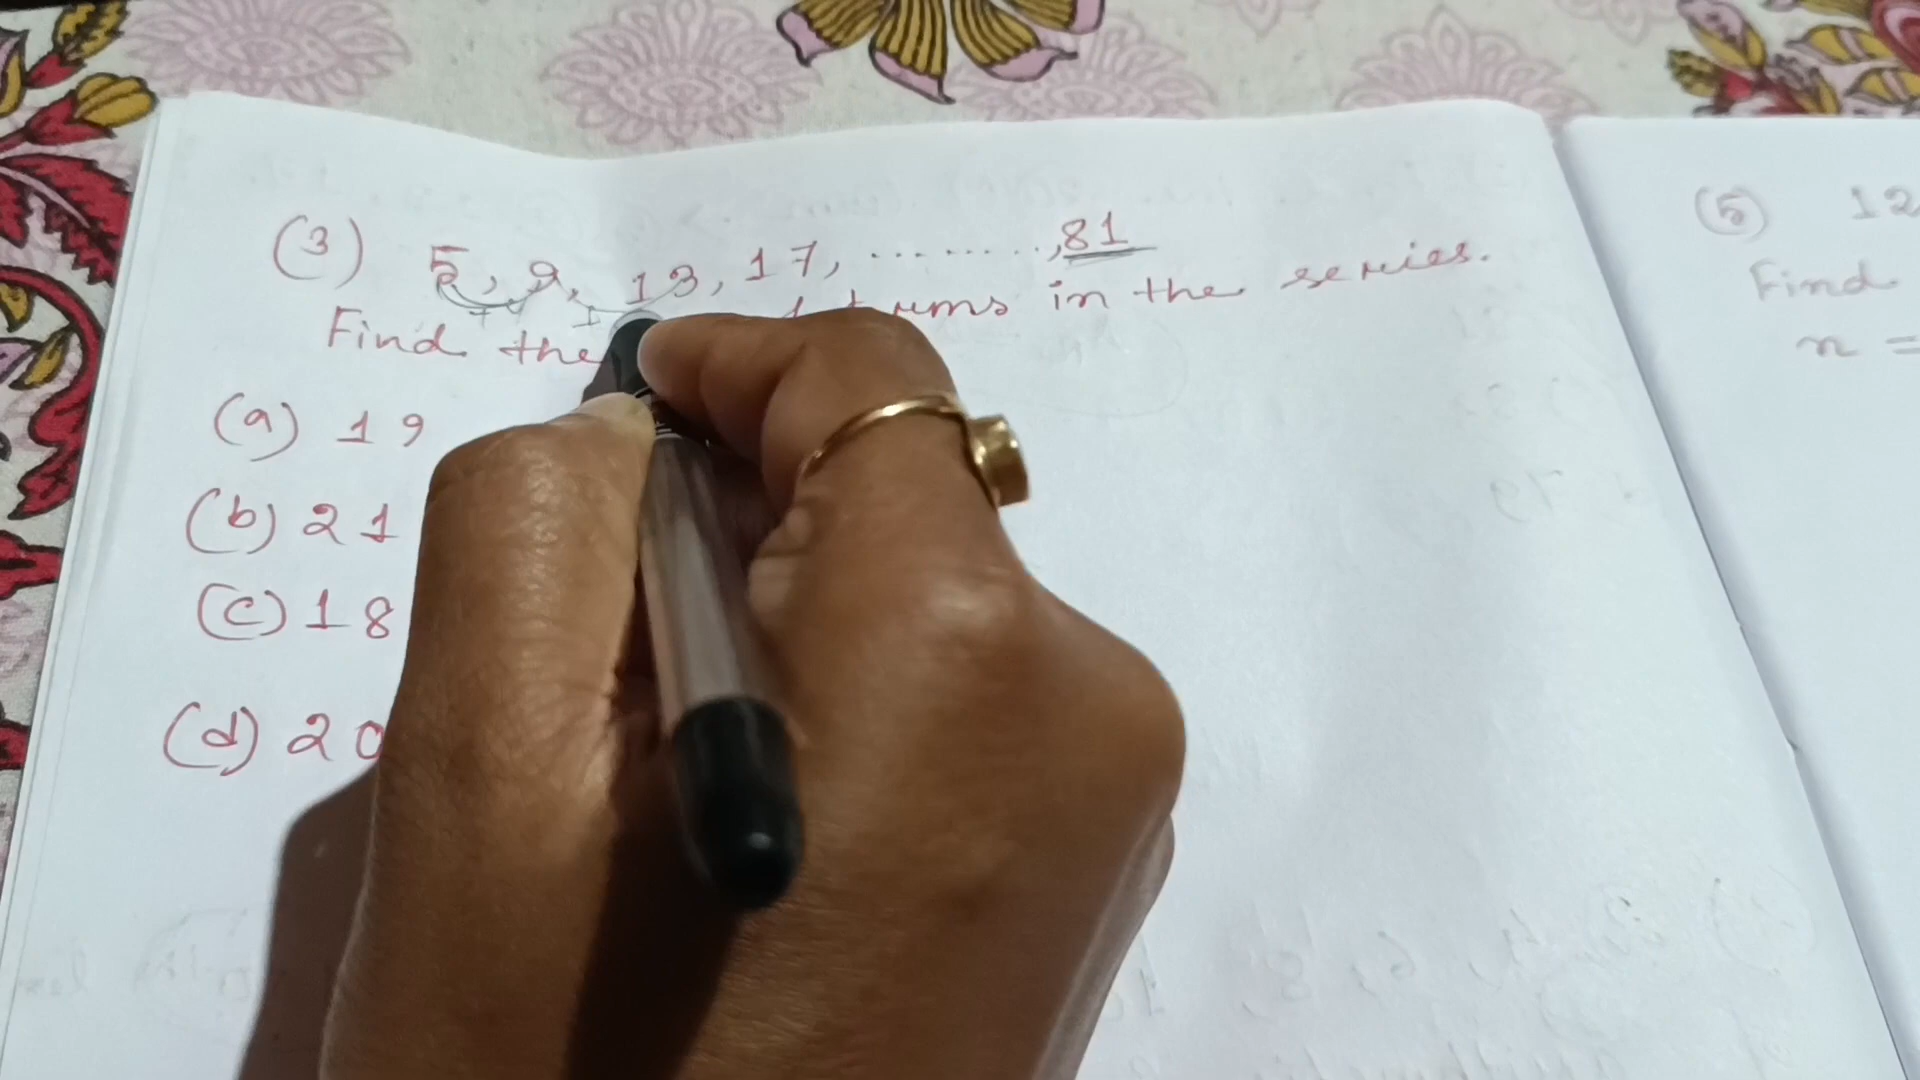 (3) 5, 9, 13, 17, ........., 81
Find the terms in the series.
(a) 19
(b) 21
(c) 18
(d) 20
(5) 12
Find
n =